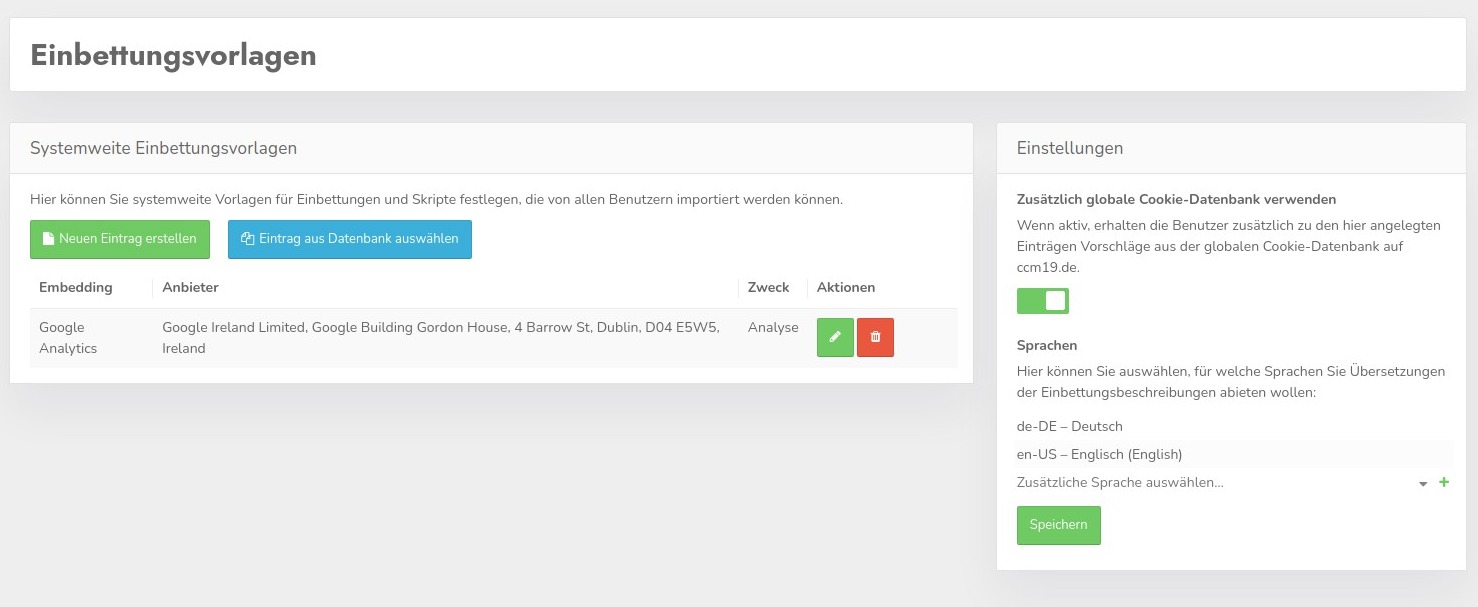 Einbettungsvorlagen
Systemweite Einbettungsvorlagen
Hier können Sie systemweite Vorlagen für Einbettungen und Skripte festlegen, die von allen Benutzern importiert werden können.
Neuen Eintrag erstellen Eintrag aus Datenbank auswählen
Embedding Anbieter Zweck Aktionen
Google Analytics
Google Ireland Limited, Google Building Gordon House, 4 Barrow St, Dublin, D04 E5W5,
Ireland
Analyse
Einstellungen
Zusätzlich globale Cookie-Datenbank verwenden
Wenn aktiv, erhalten die Benutzer zusätzlich zu den hier angelegten
Einträgen Vorschläge aus der globalen Cookie-Datenbank auf
ccm19.de.
Sprachen
Hier können Sie auswählen, für welche Sprachen Sie Übersetzungen
der Einbettungsbeschreibungen abieten wollen:
de-DE – Deutsch
en-US – Englisch (English)
Zusätzliche Sprache auswählen...
Speichern